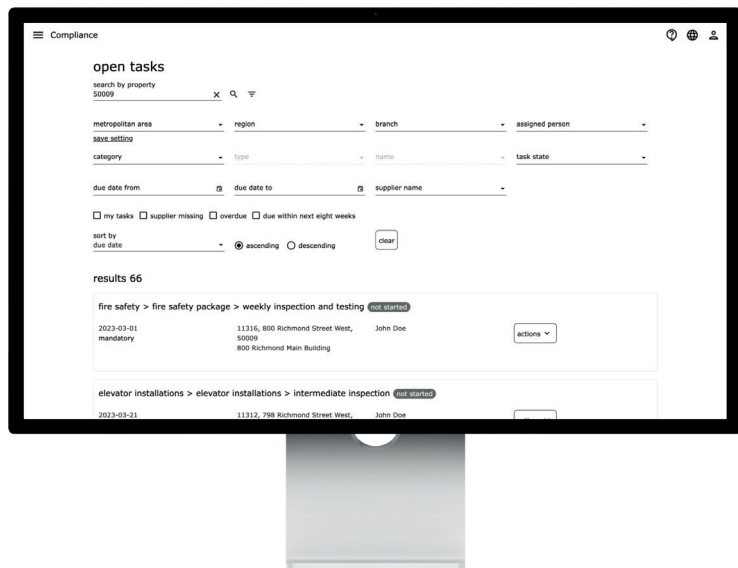 Compliance
open tasks
search by property
50009
metropolitan area region branch assigned person
save setting
category type name task state
due date from due date to supplier name
my tasks supplier missing overdue due within next eight weeks
sort by
due date ascending descending clear
results 66
fire safety > fire safety package > weekly inspection and testing not started
2023-03-01 11316, 800 Richmond Street West, John Doe
mandatory 50009 actions
800 Richmond Main Building
elevator installations > elevator installations > intermediate inspection not started
2023-03-21 11312, 798 Richmond Street West, John Doe